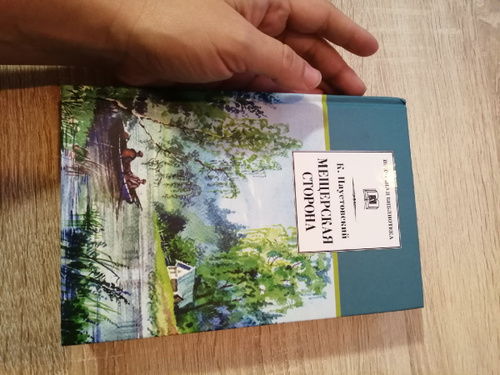 ШКОЛЬНАЯ БИБЛИОТЕКА
К. Паустовский
МЕЩЕРСКАЯ
СТОРОНА